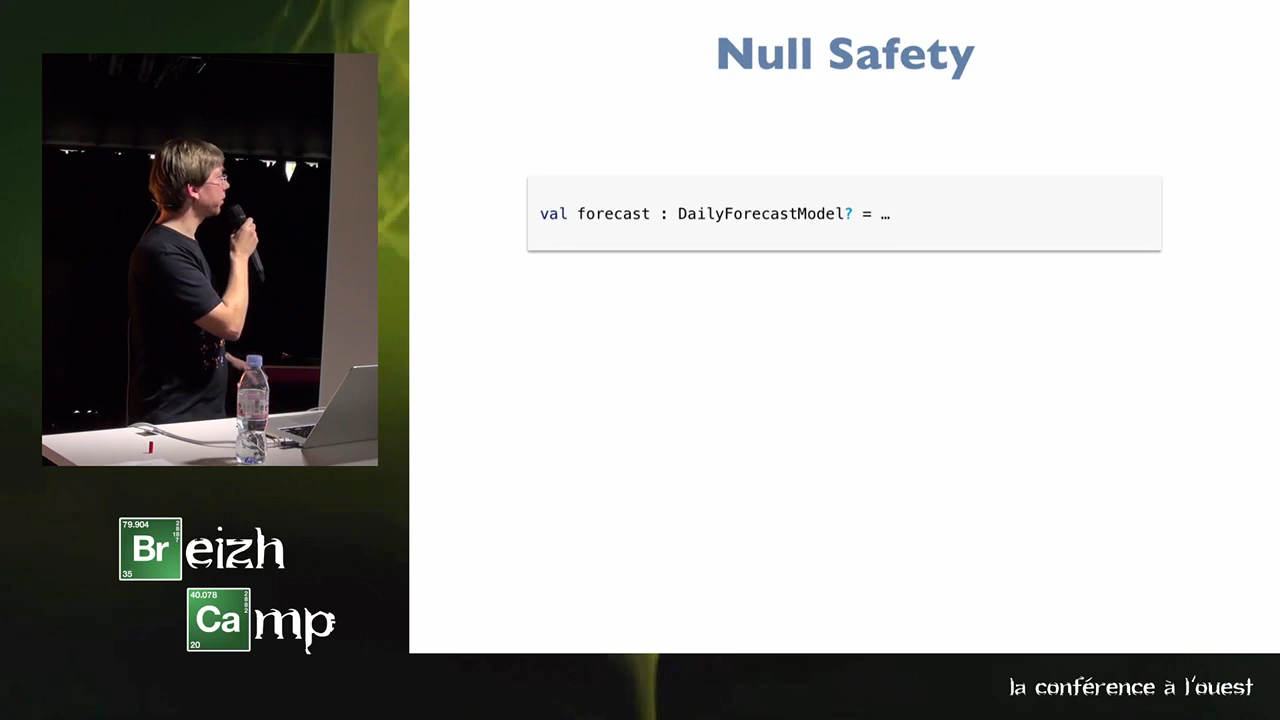 Null Safety
val forecast : DailyForecastModel? = …
79.904
Br
35
eizh
40.078
Ca
20
mp
la conférence à l'ouest